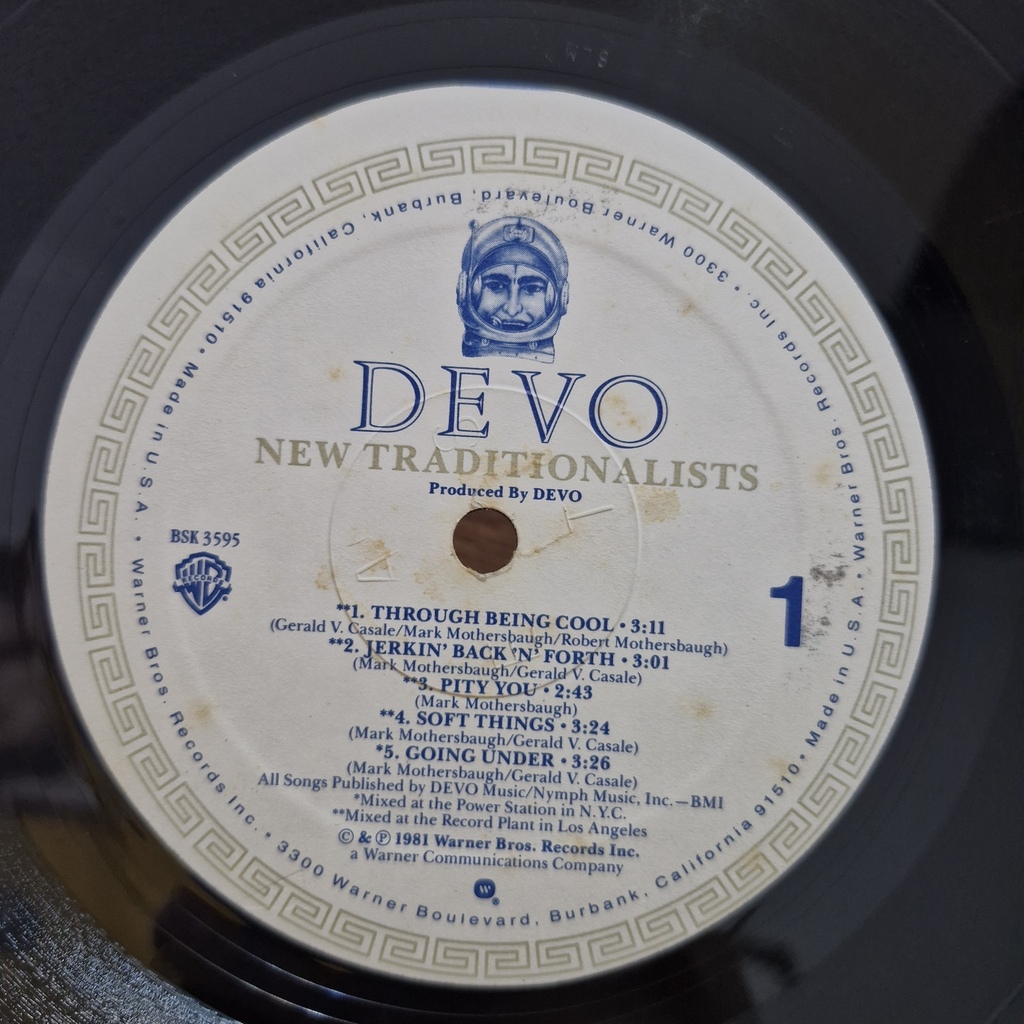 DEVO
NEW TRADITIONALISTS
Produced By DEVO
BSK 3595
RECORDS
1
**1. THROUGH BEING COOL • 3:11
(Gerald V. Casale/Mark Mothersbaugh/Robert Mothersbaugh)
**2. JERKIN' BACK 'N' FORTH • 3:01
(Mark Mothersbaugh/Gerald V. Casale)
**3. PITY YOU • 2:43
(Mark Mothersbaugh)
**4. SOFT THINGS • 3:24
(Mark Mothersbaugh/Gerald V. Casale)
*5. GOING UNDER • 3:26
(Mark Mothersbaugh/Gerald V. Casale)
All Songs Published by DEVO Music/Nymph Music, Inc.—BMI
*Mixed at the Power Station in N.Y.C.
**Mixed at the Record Plant in Los Angeles
© & ℗ 1981 Warner Bros. Records Inc.
a Warner Communications Company
Warner Bros. Records Inc. • 3300 Warner Boulevard, Burbank, California 91510 • Made in U.S.A. • Warner Bros. Records Inc. • 3300 Warner Boulevard, Burbank, California 91510 • Made in U.S.A. •